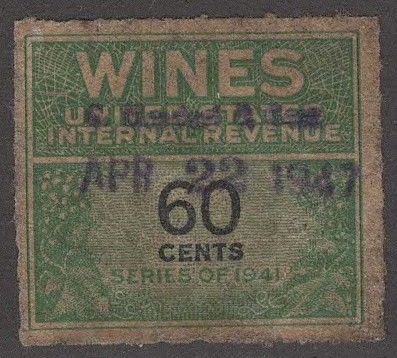 WINES
UNITED STATES
INTERNAL REVENUE
APR 22 1947
60
CENTS
SERIES OF 1941